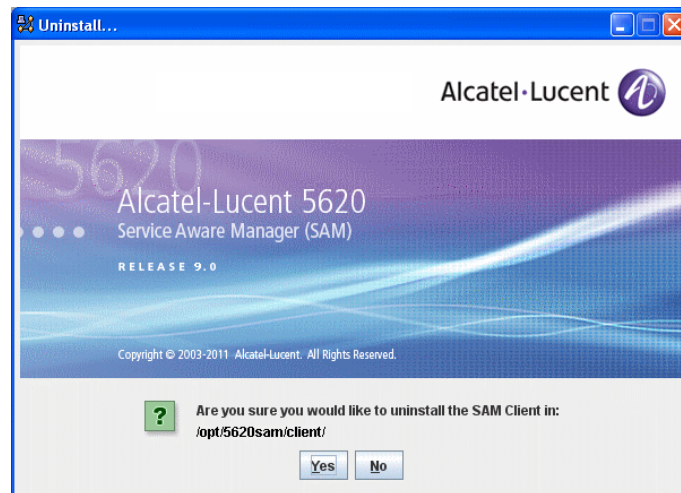 Uninstall...
Alcatel·Lucent
5620
Alcatel-Lucent 5620
Service Aware Manager (SAM)
RELEASE 9.0
Copyright © 2003-2011 Alcatel-Lucent. All Rights Reserved.
Are you sure you would like to uninstall the SAM Client in:
/opt/5620sam/client/
Yes No